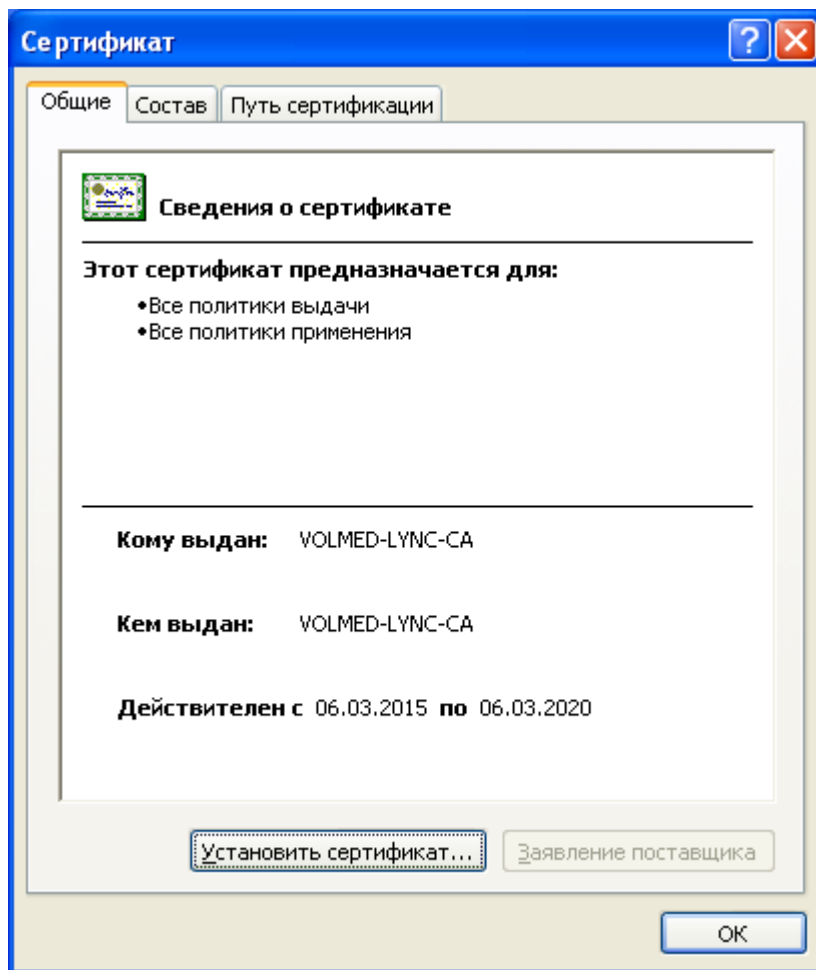 Сертификат
Общие Состав Путь сертификации
Сведения о сертификате
Этот сертификат предназначается для:
•Все политики выдачи
•Все политики применения
Кому выдан: VOLMED-LYNC-CA
Кем выдан: VOLMED-LYNC-CA
Действителен с 06.03.2015 по 06.03.2020
Установить сертификат... Заявление поставщика
ОК